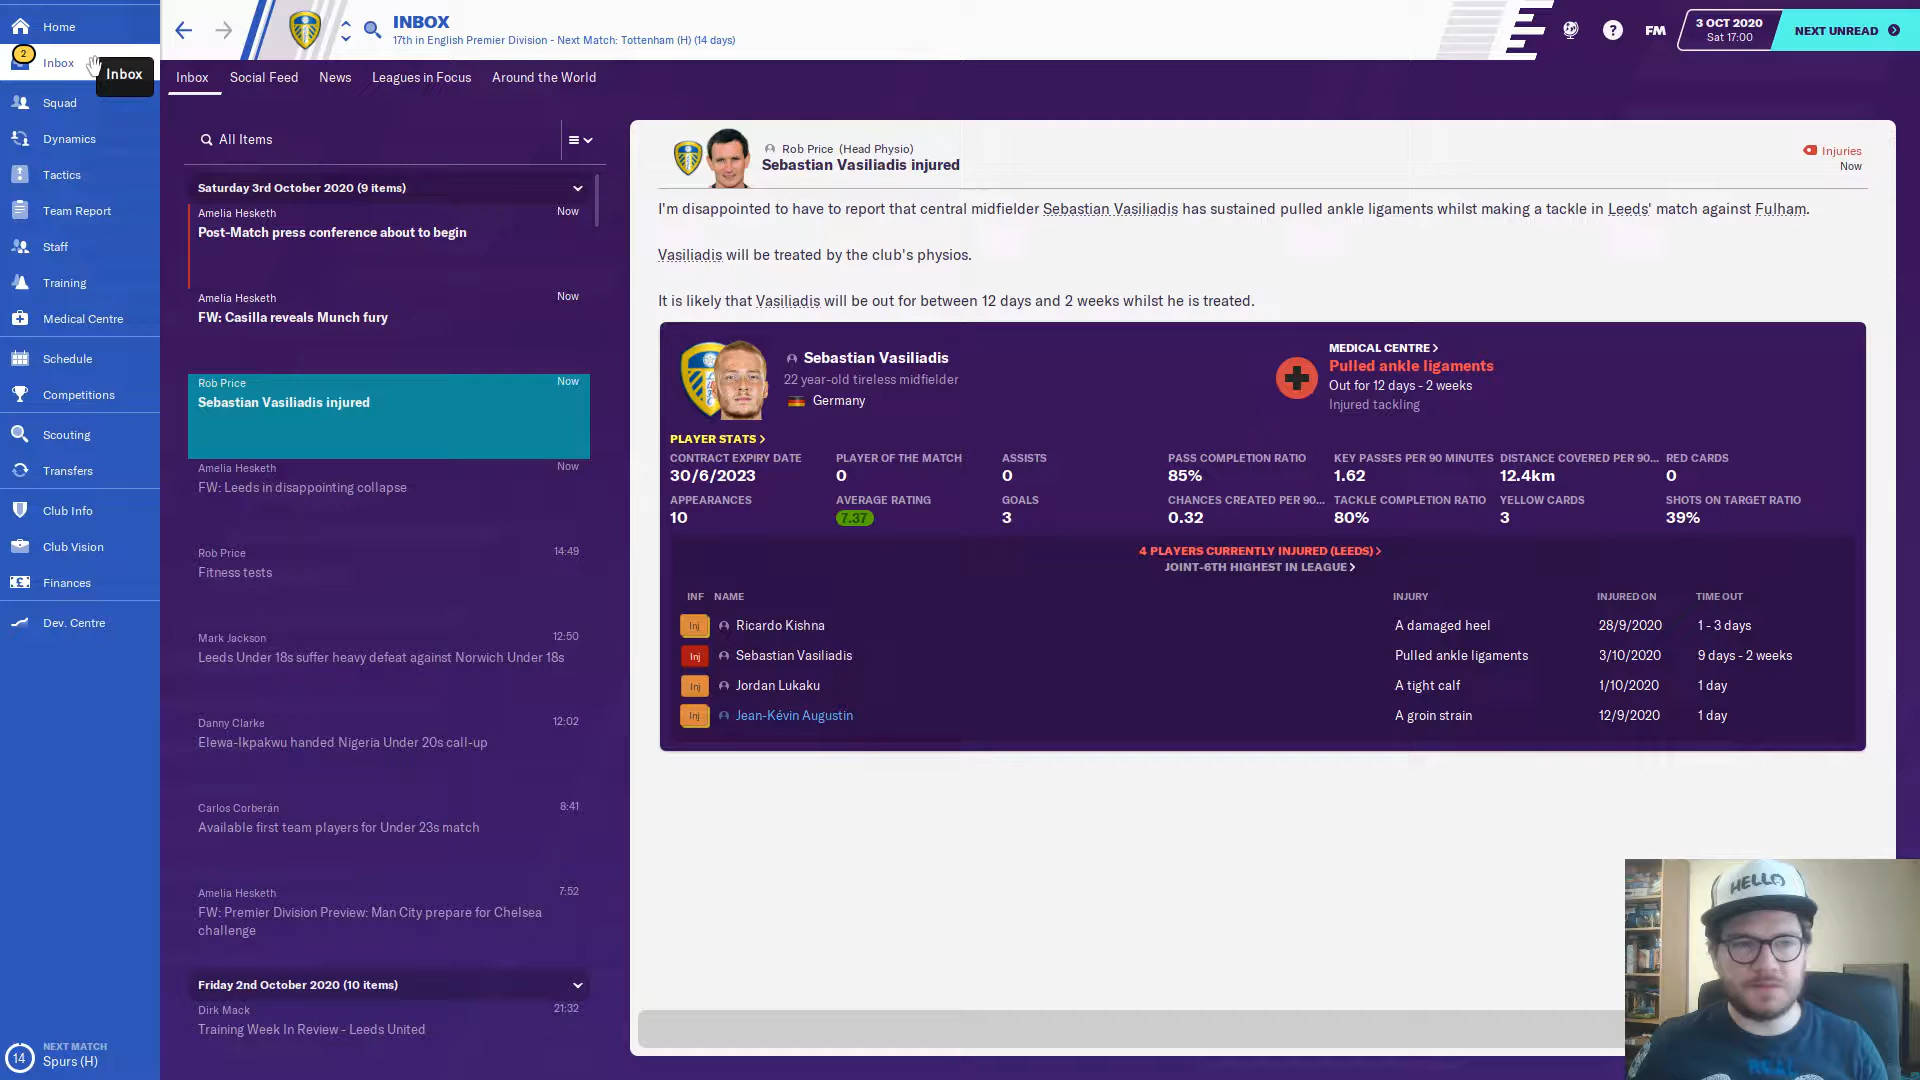 Home
2
Inbox
Inbox
Squad
Dynamics
Tactics
Team Report
Staff
Training
Medical Centre
Schedule
Competitions
Scouting
Transfers
Club Info
Club Vision
Finances
Dev. Centre
14
NEXT MATCH
Spurs (H)
INBOX
17th in English Premier Division - Next Match: Tottenham (H) (14 days)
? FM
3 OCT 2020
Sat 17:00
NEXT UNREAD
Inbox Social Feed News Leagues in Focus Around the World
All Items
Saturday 3rd October 2020 (9 items)
Amelia Hesketh Now
Post-Match press conference about to begin
Amelia Hesketh Now
FW: Casilla reveals Munch fury
Rob Price Now
Sebastian Vasiliadis injured
Amelia Hesketh Now
FW: Leeds in disappointing collapse
Rob Price 14:49
Fitness tests
Mark Jackson 12:50
Leeds Under 18s suffer heavy defeat against Norwich Under 18s
Danny Clarke 12:02
Elewa-Ikpakwu handed Nigeria Under 20s call-up
Carlos Corberán 8:41
Available first team players for Under 23s match
Amelia Hesketh 7:52
FW: Premier Division Preview: Man City prepare for Chelsea
challenge
Friday 2nd October 2020 (10 items)
Dirk Mack 21:32
Training Week In Review - Leeds United
Rob Price (Head Physio)
Sebastian Vasiliadis injured
Injuries
Now
I'm disappointed to have to report that central midfielder Sebastian Vasiliadis has sustained pulled ankle ligaments whilst making a tackle in Leeds' match against Fulham.
Vasiliadis will be treated by the club's physios.
It is likely that Vasiliadis will be out for between 12 days and 2 weeks whilst he is treated.
Sebastian Vasiliadis
22 year-old tireless midfielder
Germany
MEDICAL CENTRE >
Pulled ankle ligaments
Out for 12 days - 2 weeks
Injured tackling
PLAYER STATS >
CONTRACT EXPIRY DATE PLAYER OF THE MATCH ASSISTS PASS COMPLETION RATIO KEY PASSES PER 90 MINUTES DISTANCE COVERED PER 90... RED CARDS
30/6/2023 0 0 85% 1.62 12.4km 0
APPEARANCES AVERAGE RATING GOALS CHANCES CREATED PER 90... TACKLE COMPLETION RATIO YELLOW CARDS SHOTS ON TARGET RATIO
10 7.37 3 0.32 80% 3 39%
4 PLAYERS CURRENTLY INJURED (LEEDS) >
JOINT-6TH HIGHEST IN LEAGUE >
INF NAME INJURY INJURED ON TIME OUT
Inj Ricardo Kishna A damaged heel 28/9/2020 1 - 3 days
Inj Sebastian Vasiliadis Pulled ankle ligaments 3/10/2020 9 days - 2 weeks
Inj Jordan Lukaku A tight calf 1/10/2020 1 day
Inj Jean-Kévin Augustin A groin strain 12/9/2020 1 day
HELLO
REAL